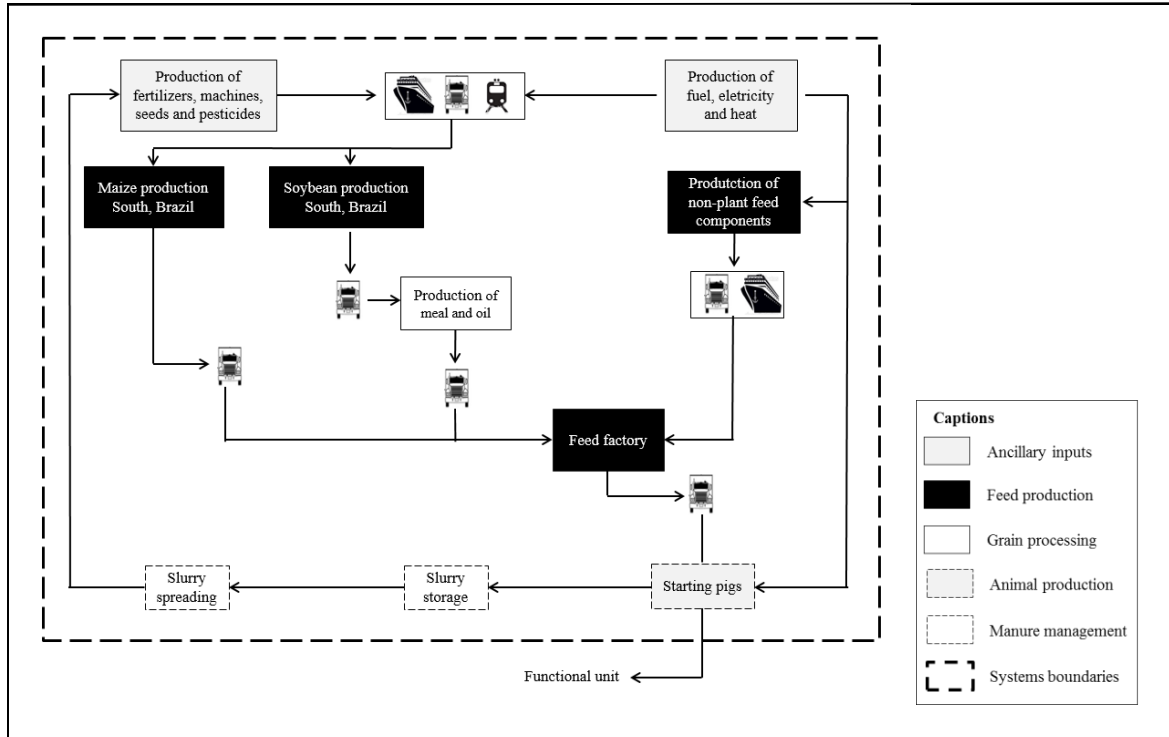 Production of
fertilizers, machines,
seeds and pesticides
Production of
fuel, eletricity
and heat
Maize production
South, Brazil
Soybean production
South, Brazil
Produtction of
non-plant feed
components
Production of
meal and oil
Feed factory
Slurry
spreading
Slurry
storage
Starting pigs
Functional unit
Captions
Ancillary inputs
Feed production
Grain processing
Animal production
Manure management
Systems boundaries